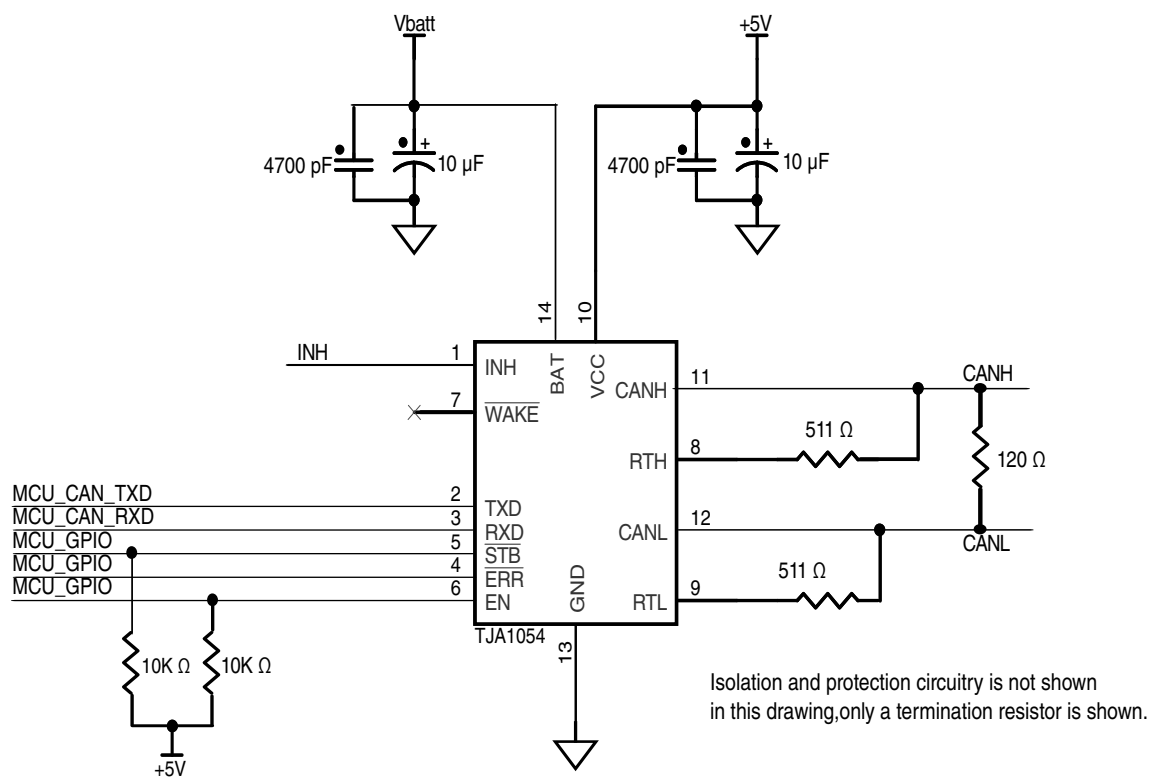 Vbatt
+5V
4700 pF
+
10 µF
4700 pF
+
10 µF
14
10
INH
1
INH
BAT
VCC
CANH
11
CANH
7
WAKE
511 Ω
RTH
8
120 Ω
MCU_CAN_TXD
2
TXD
MCU_CAN_RXD
3
RXD
CANL
12
CANL
MCU_GPIO
5
STB
MCU_GPIO
4
ERR
MCU_GPIO
6
EN
GND
511 Ω
RTL
9
TJA1054
13
10K Ω
10K Ω
+5V
Isolation and protection circuitry is not shown
in this drawing,only a termination resistor is shown.